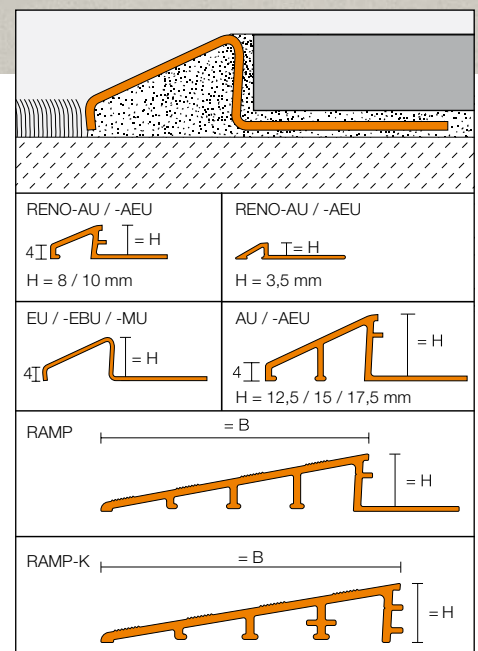 RENO-AU / -AEU
4
= H
H = 8 / 10 mm
RENO-AU / -AEU
= H
H = 3,5 mm
EU / -EBU / -MU
4
= H
AU / -AEU
4
= H
H = 12,5 / 15 / 17,5 mm
RAMP
= B
= H
RAMP-K
= B
= H